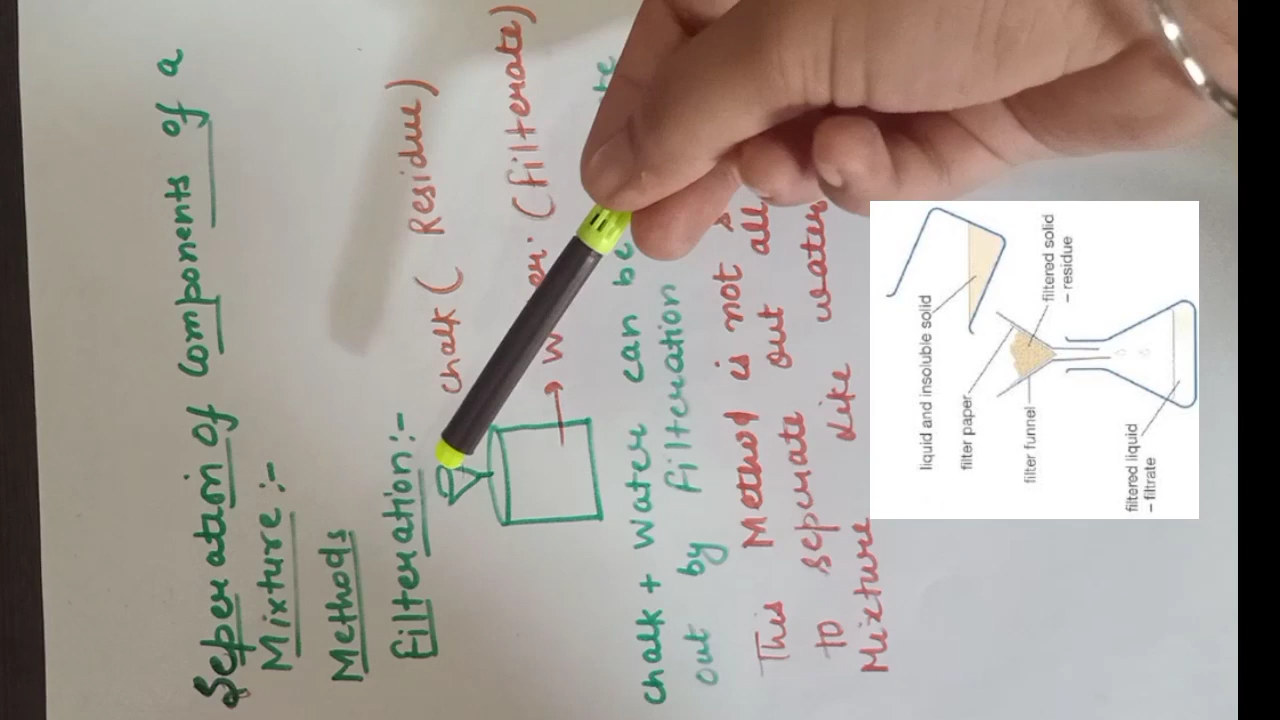 Seperation of Components of a
Mixture :-
Methods
Filteration:-
chalk ( Residue)
(Filterate)
chalk + water can be
out by Filteration
This Method is not
to seperate out all
Mixture like water
liquid and insoluble solid
filter paper
filter funnel
filtered solid
– residue
filtered liquid
– filtrate